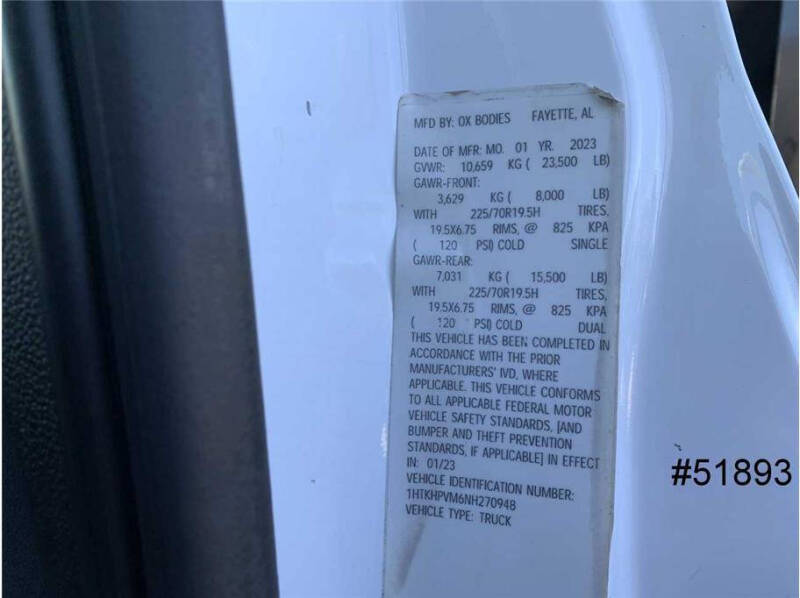 MFD BY: OX BODIES FAYETTE, AL
DATE OF MFR: MO. 01 YR. 2023
GVWR: 10,659 KG ( 23,500 LB)
GAWR-FRONT:
3,629 KG ( 8,000 LB)
WITH 225/70R19.5H TIRES,
19.5X6.75 RIMS, @ 825 KPA
( 120 PSI) COLD SINGLE
GAWR-REAR:
7,031 KG ( 15,500 LB)
WITH 225/70R19.5H TIRES,
19.5X6.75 RIMS, @ 825 KPA
( 120 PSI) COLD DUAL
THIS VEHICLE HAS BEEN COMPLETED IN
ACCORDANCE WITH THE PRIOR
MANUFACTURERS' IVD, WHERE
APPLICABLE. THIS VEHICLE CONFORMS
TO ALL APPLICABLE FEDERAL MOTOR
VEHICLE SAFETY STANDARDS, [AND
BUMPER AND THEFT PREVENTION
STANDARDS, IF APPLICABLE] IN EFFECT
IN: 01/23
VEHICLE IDENTIFICATION NUMBER:
1HTKHPVM6NH270948
VEHICLE TYPE: TRUCK
#51893